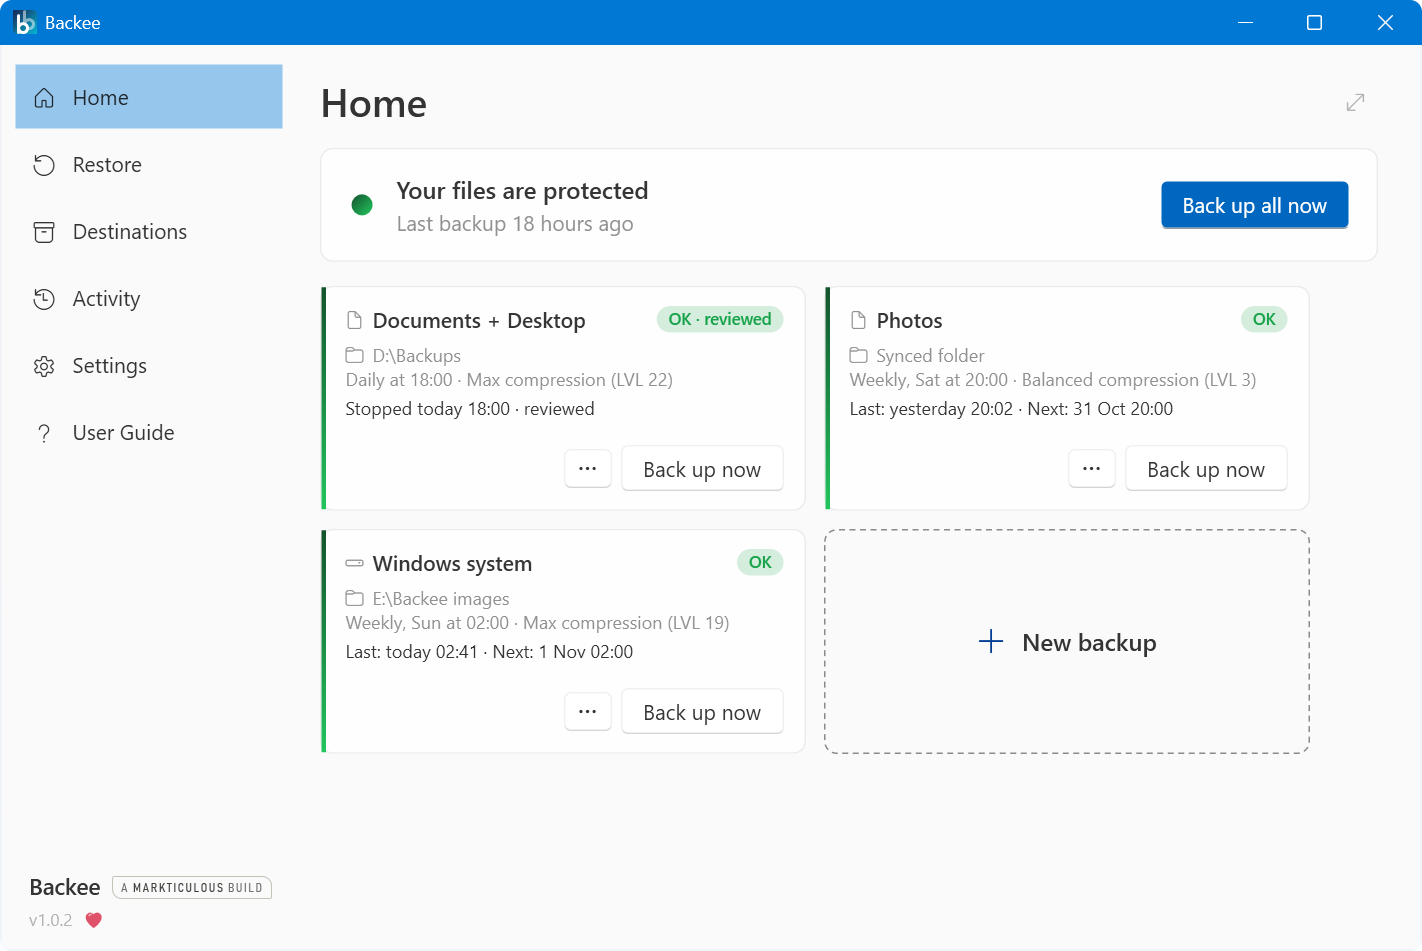 Backee
Home
Restore
Destinations
Activity
Settings
? User Guide
Home
Your files are protected
Last backup 18 hours ago
Back up all now
Documents + Desktop
OK · reviewed
D:\Backups
Daily at 18:00 · Max compression (LVL 22)
Stopped today 18:00 · reviewed
··· Back up now
Photos
OK
Synced folder
Weekly, Sat at 20:00 · Balanced compression (LVL 3)
Last: yesterday 20:02 · Next: 31 Oct 20:00
··· Back up now
Windows system
OK
E:\Backee images
Weekly, Sun at 02:00 · Max compression (LVL 19)
Last: today 02:41 · Next: 1 Nov 02:00
··· Back up now
+ New backup
Backee A MARKTICULOUS BUILD
v1.0.2